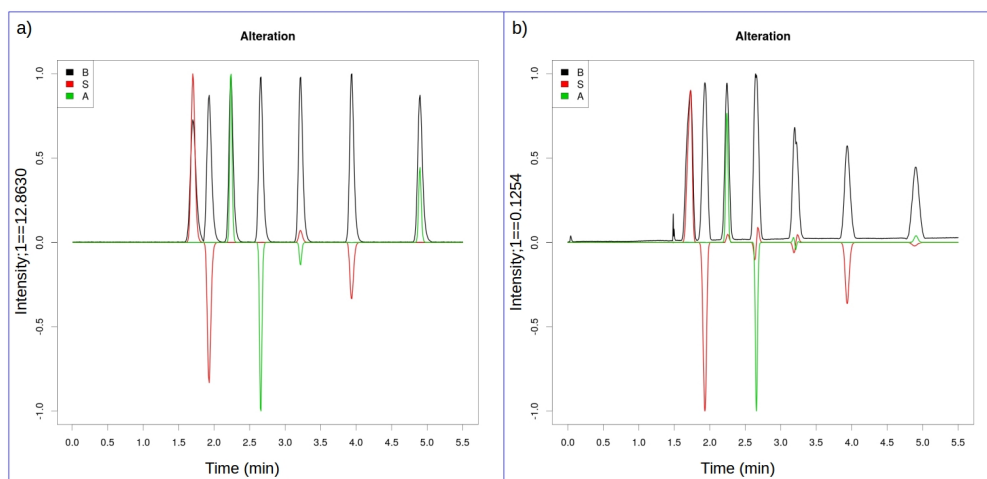 a)
Alteration
B
S
A
1.0
0.5
0.0
-0.5
-1.0
Intensity;1==12.8630
0.0 0.5 1.0 1.5 2.0 2.5 3.0 3.5 4.0 4.5 5.0 5.5
Time (min)
b)
Alteration
B
S
A
1.0
0.5
0.0
-0.5
-1.0
Intensity;1==0.1254
0.0 0.5 1.0 1.5 2.0 2.5 3.0 3.5 4.0 4.5 5.0 5.5
Time (min)